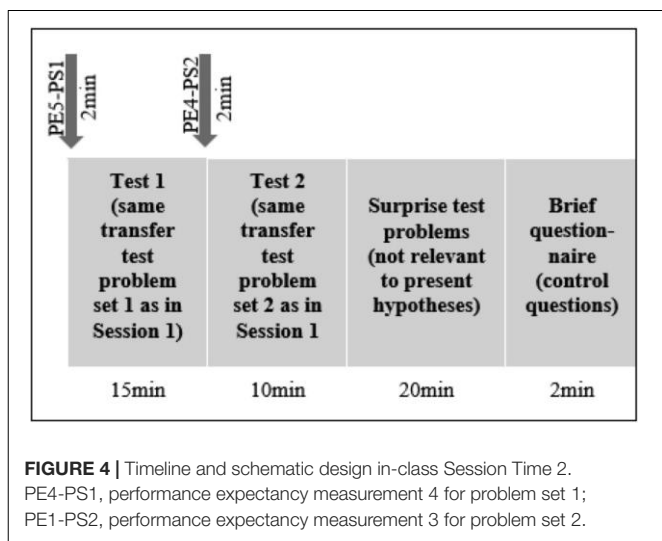 PE5-PS1
2min
PE4-PS2
2min
Test 1
(same
transfer
test
problem
set 1 as in
Session 1)
Test 2
(same
transfer
test
problem
set 2 as in
Session 1
Surprise test
problems
(not relevant
to present
hypotheses)
Brief
question-
naire
(control
questions)
15min
10min
20min
2min
FIGURE 4 | Timeline and schematic design in-class Session Time 2.
PE4-PS1, performance expectancy measurement 4 for problem set 1;
PE1-PS2, performance expectancy measurement 3 for problem set 2.